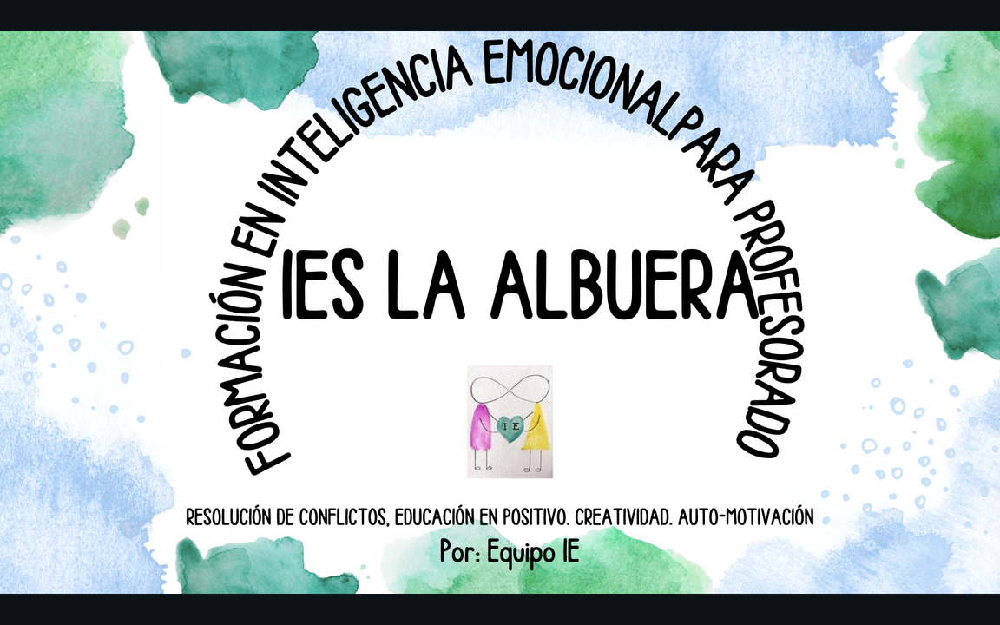 FORMACIÓN EN INTELIGENCIA EMOCIONALPARA PROFESORADO
IES LA ALBUERA
I E
RESOLUCIÓN DE CONFLICTOS, EDUCACIÓN EN POSITIVO. CREATIVIDAD. AUTO-MOTIVACIÓN
Por: Equipo IE